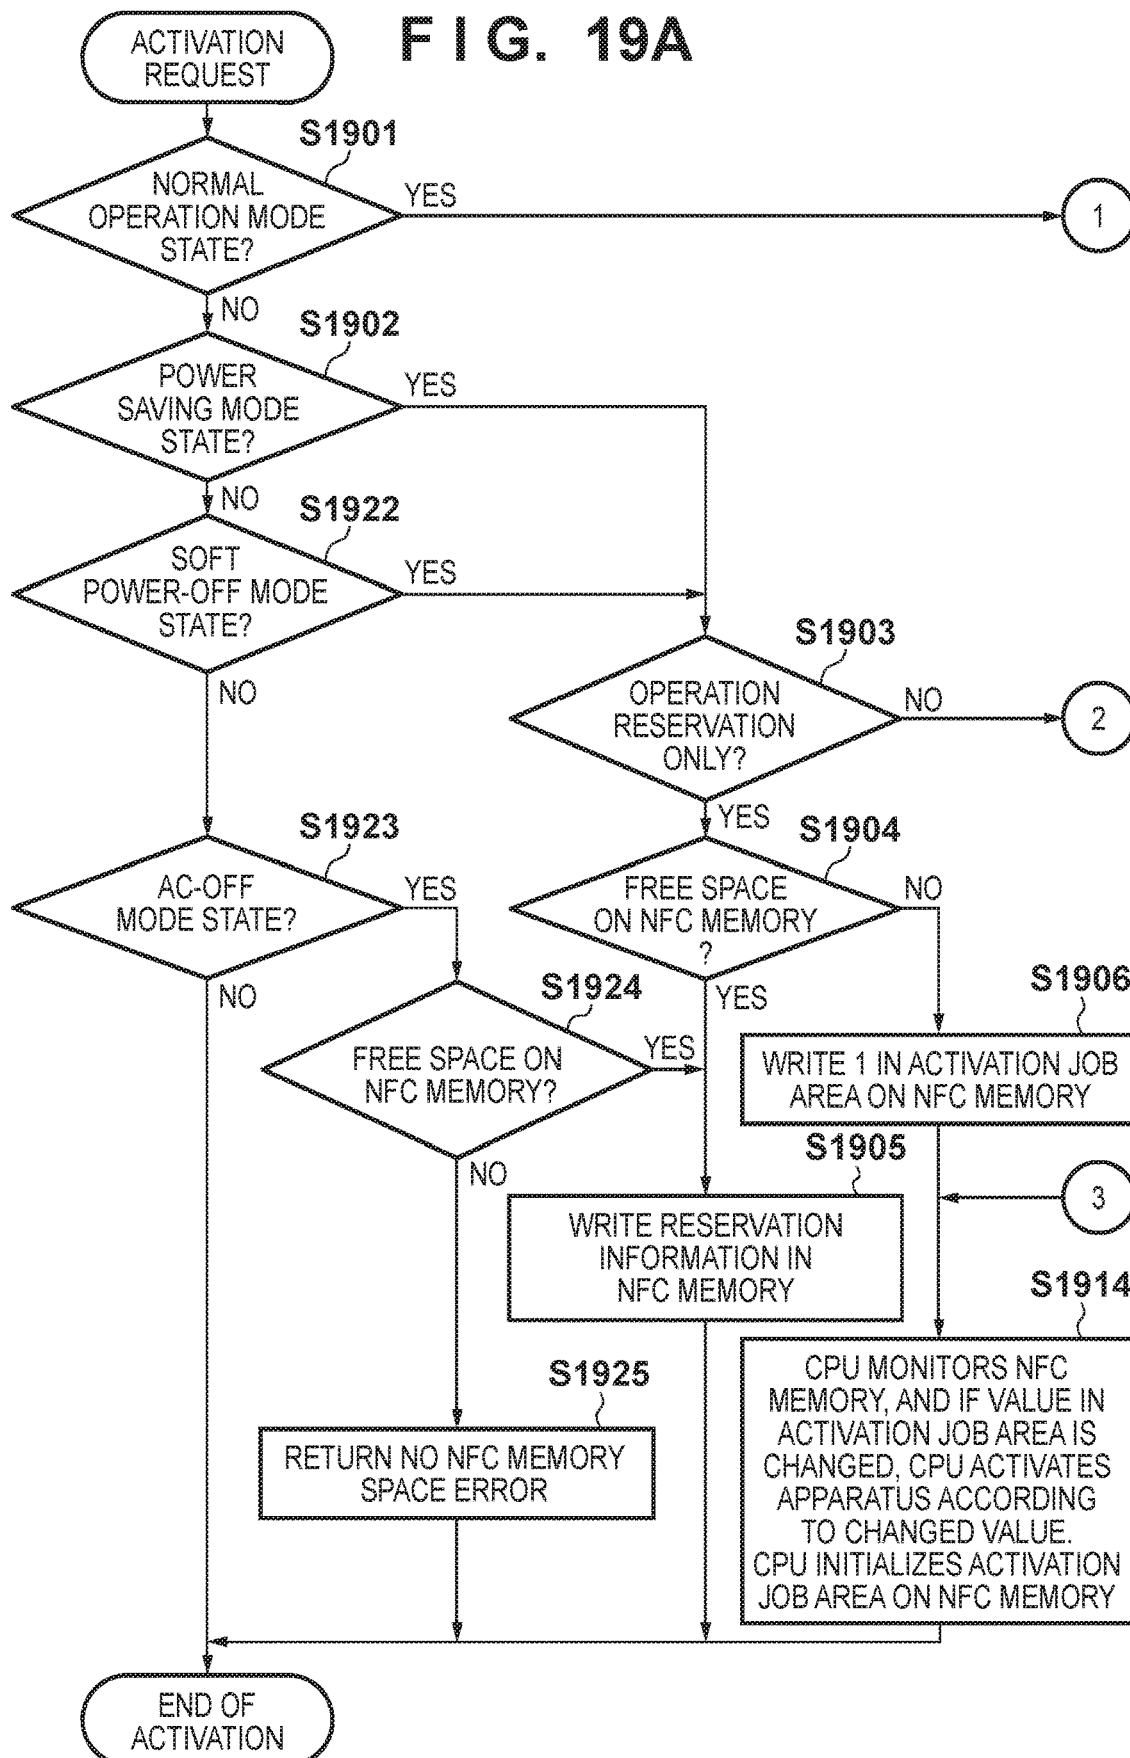 FIG. 19A
ACTIVATION
REQUEST
S1901
NORMAL
OPERATION MODE
STATE?
YES
1
NO
S1902
POWER
SAVING MODE
STATE?
YES
NO
S1922
SOFT
POWER-OFF MODE
STATE?
YES
NO
S1903
OPERATION
RESERVATION
ONLY?
NO
2
YES
S1923
AC-OFF
MODE STATE?
YES
NO
S1904
FREE SPACE
ON NFC MEMORY
?
NO
YES
S1924
FREE SPACE ON
NFC MEMORY?
YES
NO
S1906
WRITE 1 IN ACTIVATION JOB
AREA ON NFC MEMORY
S1905
WRITE RESERVATION
INFORMATION IN
NFC MEMORY
3
S1914
CPU MONITORS NFC
MEMORY, AND IF VALUE IN
ACTIVATION JOB AREA IS
CHANGED, CPU ACTIVATES
APPARATUS ACCORDING
TO CHANGED VALUE.
CPU INITIALIZES ACTIVATION
JOB AREA ON NFC MEMORY
S1925
RETURN NO NFC MEMORY
SPACE ERROR
END OF
ACTIVATION